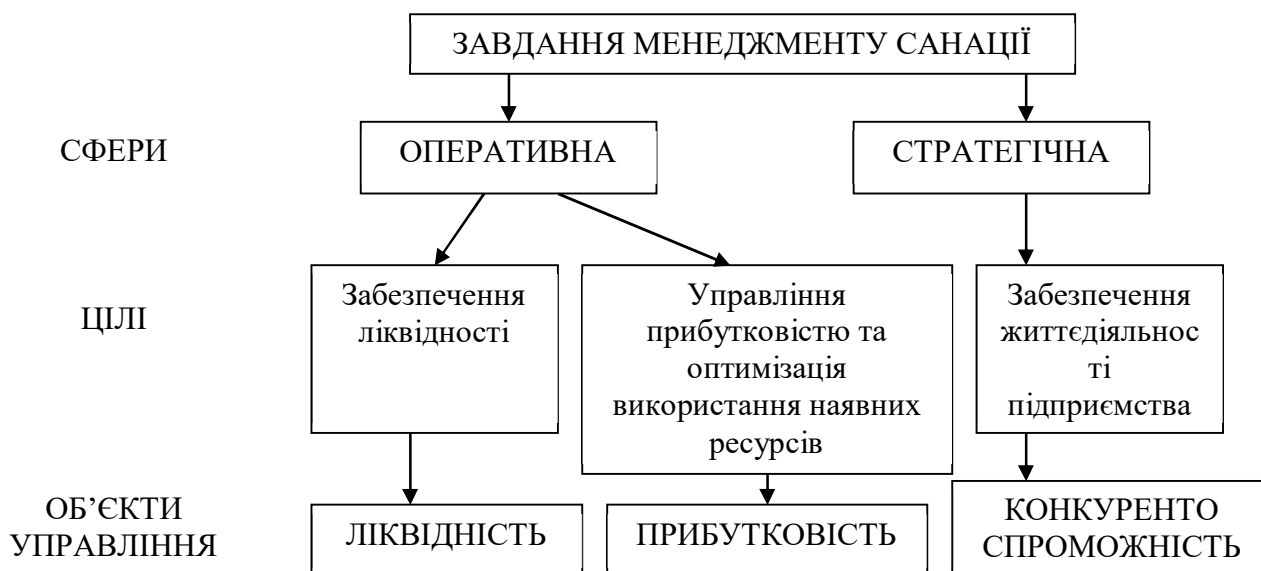 ЗАВДАННЯ МЕНЕДЖМЕНТУ САНАЦІЇ
СФЕРИ
ОПЕРАТИВНА
СТРАТЕГІЧНА
ЦІЛІ
Забезпечення
ліквідності
Управління
прибутковістю та
оптимізація
використання наявних
ресурсів
Забезпечення
життєдіяльнос
ті
підприємства
ОБ’ЄКТИ
УПРАВЛІННЯ
ЛІКВІДНІСТЬ
ПРИБУТКОВІСТЬ
КОНКУРЕНТО
СПРОМОЖНІСТЬ